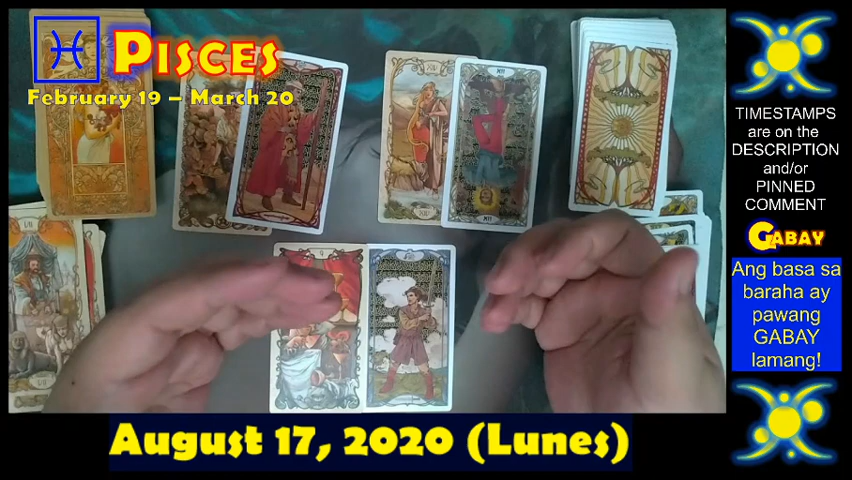 ♓ PISCES
February 19 – March 20
TIMESTAMPS
are on the
DESCRIPTION
and/or
PINNED
COMMENT
GABAY
Ang basa sa
baraha ay
pawang
GABAY
lamang!
August 17, 2020 (Lunes)